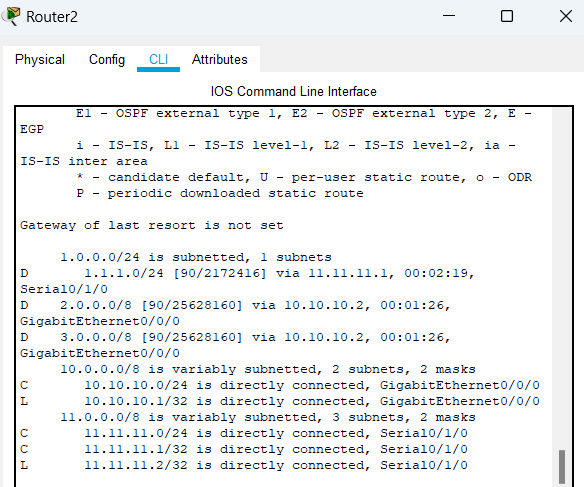 Router2
Physical Config CLI Attributes
IOS Command Line Interface
E1 - OSPF external type 1, E2 - OSPF external type 2, E -
EGP
i - IS-IS, L1 - IS-IS level-1, L2 - IS-IS level-2, ia -
IS-IS inter area
* - candidate default, U - per-user static route, o - ODR
P - periodic downloaded static route
Gateway of last resort is not set
1.0.0.0/24 is subnetted, 1 subnets
D 1.1.1.0/24 [90/2172416] via 11.11.11.1, 00:02:19,
Serial0/1/0
D 2.0.0.0/8 [90/25628160] via 10.10.10.2, 00:01:26,
GigabitEthernet0/0/0
D 3.0.0.0/8 [90/25628160] via 10.10.10.2, 00:01:26,
GigabitEthernet0/0/0
10.0.0.0/8 is variably subnetted, 2 subnets, 2 masks
C 10.10.10.0/24 is directly connected, GigabitEthernet0/0/0
L 10.10.10.1/32 is directly connected, GigabitEthernet0/0/0
11.0.0.0/8 is variably subnetted, 3 subnets, 2 masks
C 11.11.11.0/24 is directly connected, Serial0/1/0
C 11.11.11.1/32 is directly connected, Serial0/1/0
L 11.11.11.2/32 is directly connected, Serial0/1/0